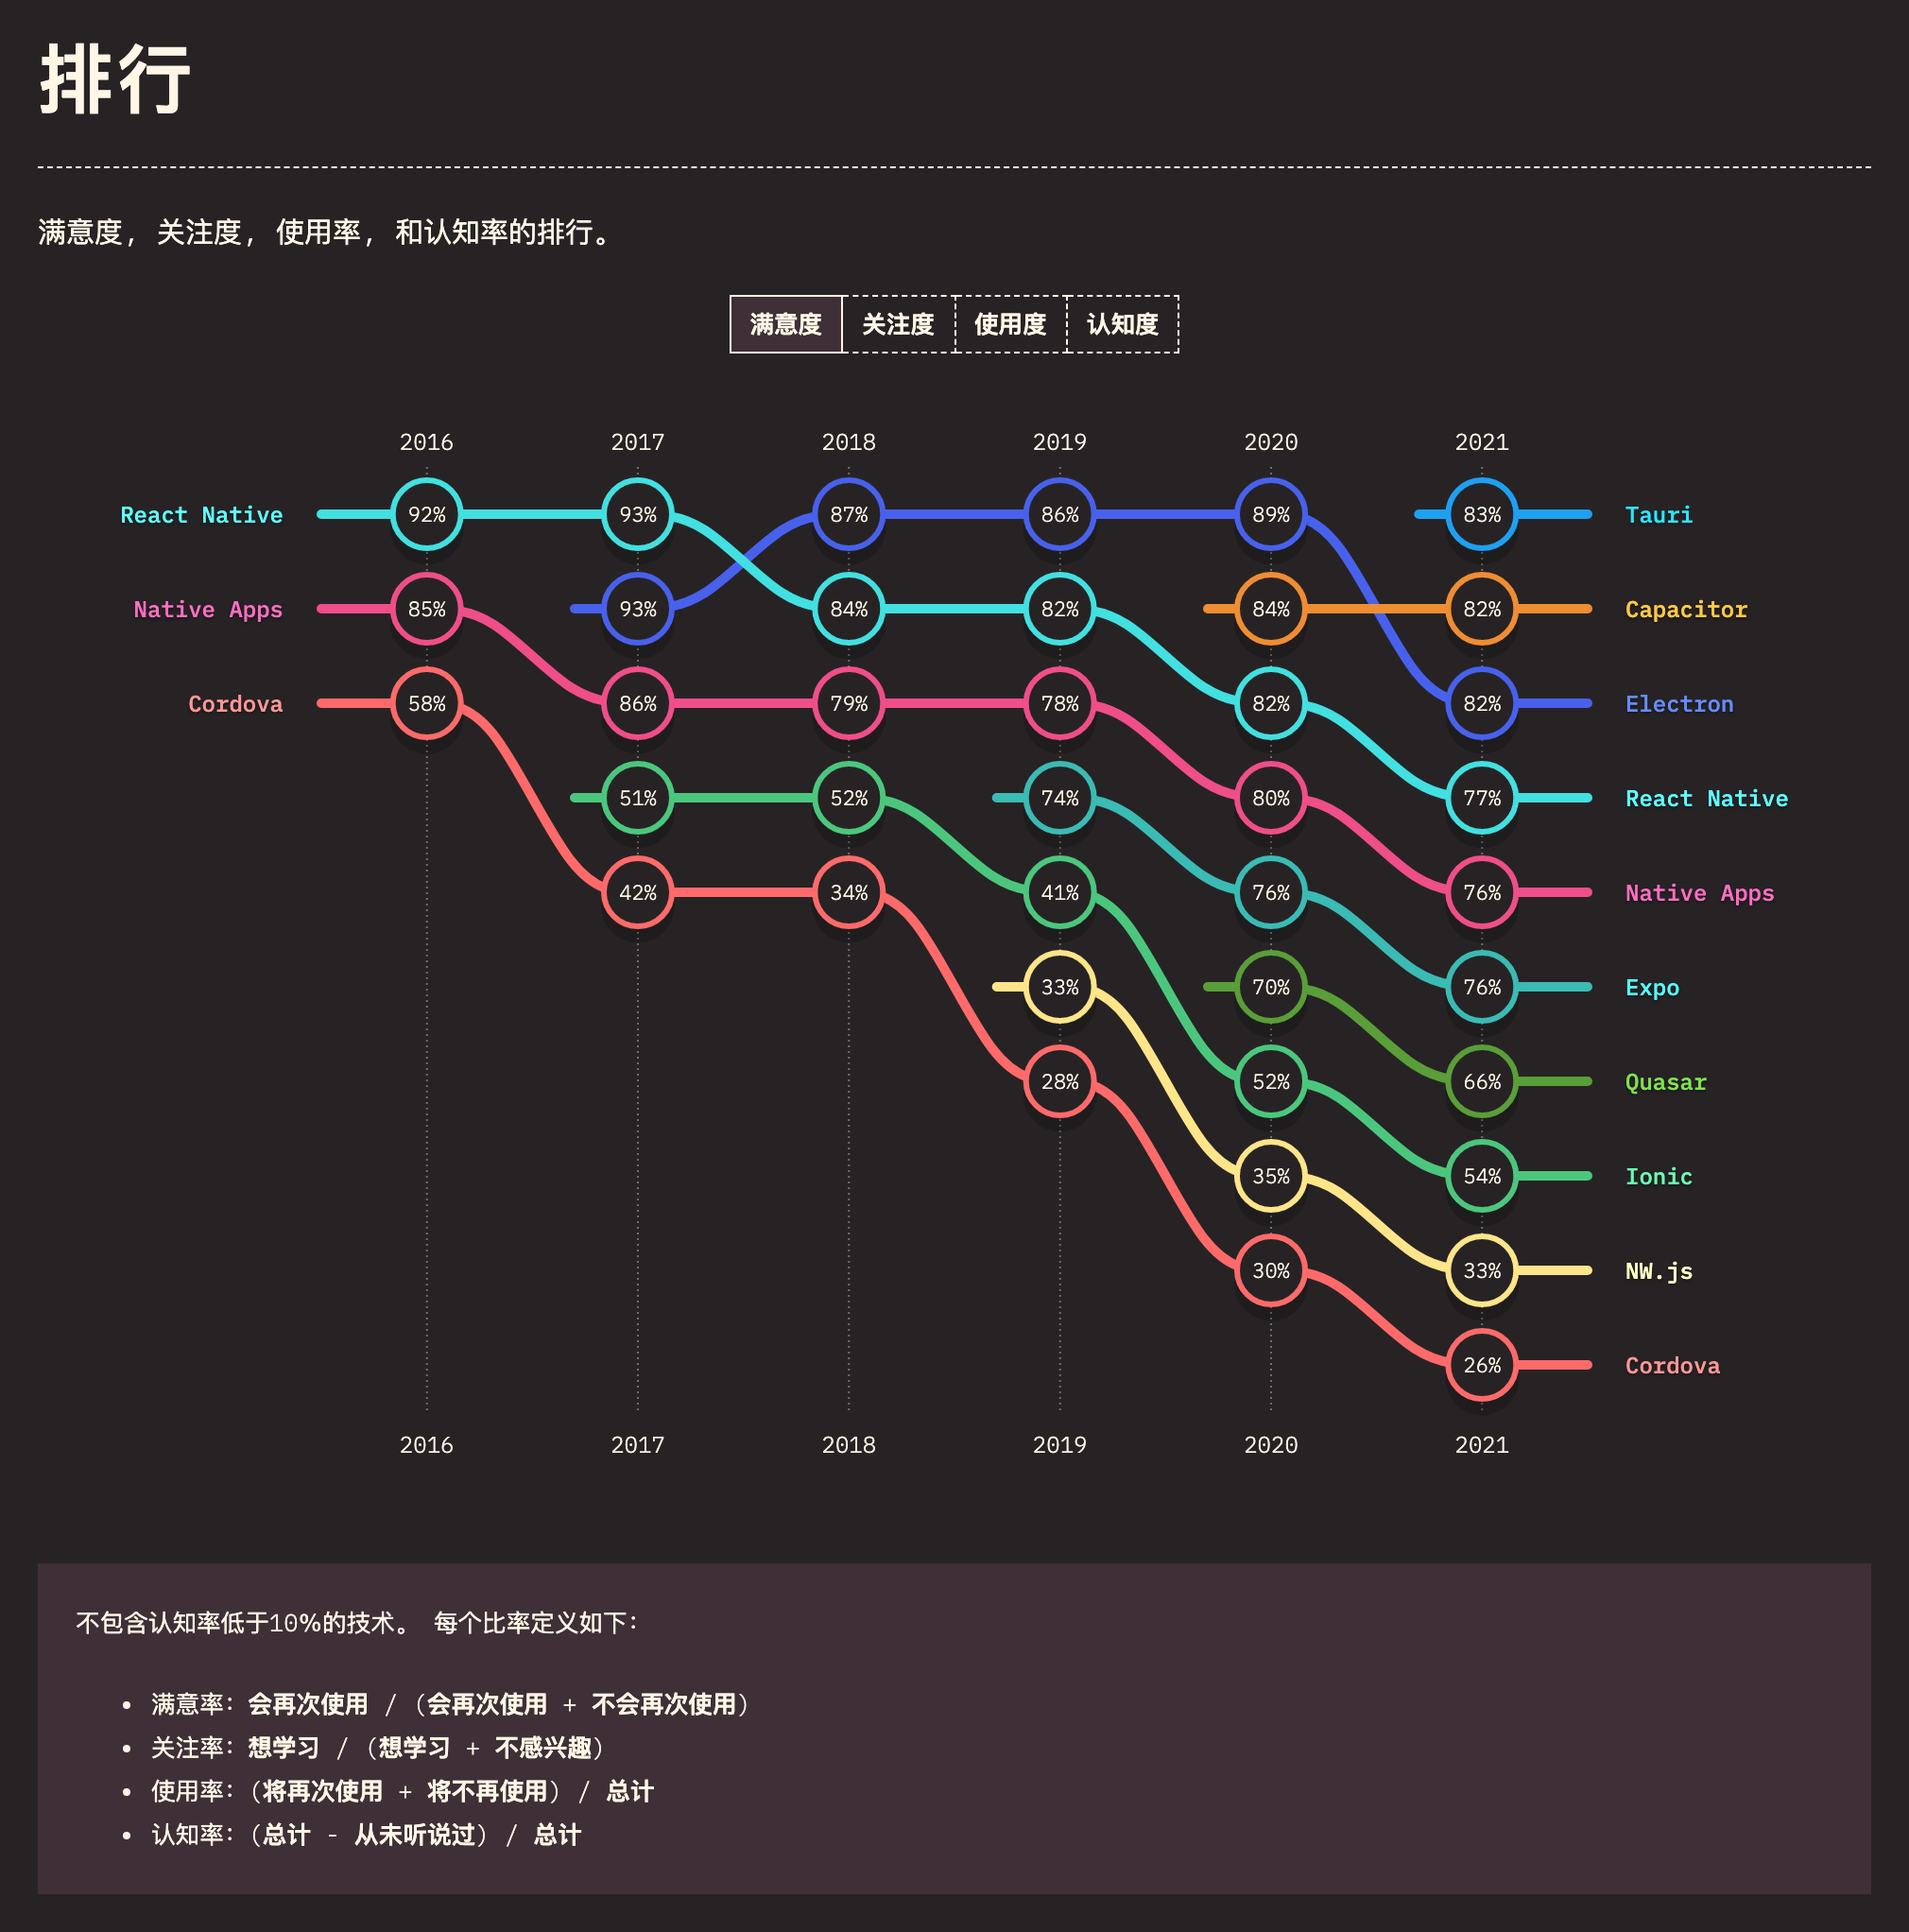 排行
满意度, 关注度, 使用率, 和认知率的排行。
满意度 关注度 使用度 认知度
2016 2017 2018 2019 2020 2021
React Native 92% 93% 87% 86% 89% 83% Tauri
Native Apps 85% 93% 84% 82% 84% 82% Capacitor
Cordova 58% 86% 79% 78% 82% 82% Electron
51% 52% 74% 80% 77% React Native
42% 34% 41% 76% 76% Native Apps
33% 70% 76% Expo
28% 52% 66% Quasar
35% 54% Ionic
30% 33% NW.js
26% Cordova
2016 2017 2018 2019 2020 2021
不包含认知率低于10%的技术。 每个比率定义如下:
• 满意率: 会再次使用 / (会再次使用 + 不会再次使用)
• 关注率: 想学习 / (想学习 + 不感兴趣)
• 使用率: (将再次使用 + 将不再使用) / 总计
• 认知率: (总计 - 从未听说过) / 总计